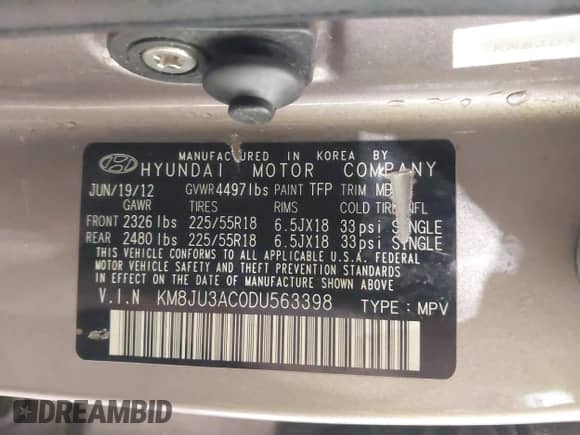 MANUFACTURED IN KOREA BY
HYUNDAI MOTOR COMPANY
JUN/19/12 GVWR 4497lbs PAINT TFP TRIM
GAWR TIRES RIMS COLD TIRE INFL
FRONT 2326 lbs 225/55R18 6.5JX18 33 psi SINGLE
REAR 2480 lbs 225/55R18 6.5JX18 33 psi SINGLE
THIS VEHICLE CONFORMS TO ALL APPLICABLE U.S.A. FEDERAL
MOTOR VEHICLE SAFETY AND THEFT PREVENTION STANDARDS
IN EFFECT ON THE DATE OF MANUFACTURE SHOWN ABOVE.
V.I.N KM8JU3AC0DU563398 TYPE : MPV
DREAMBID